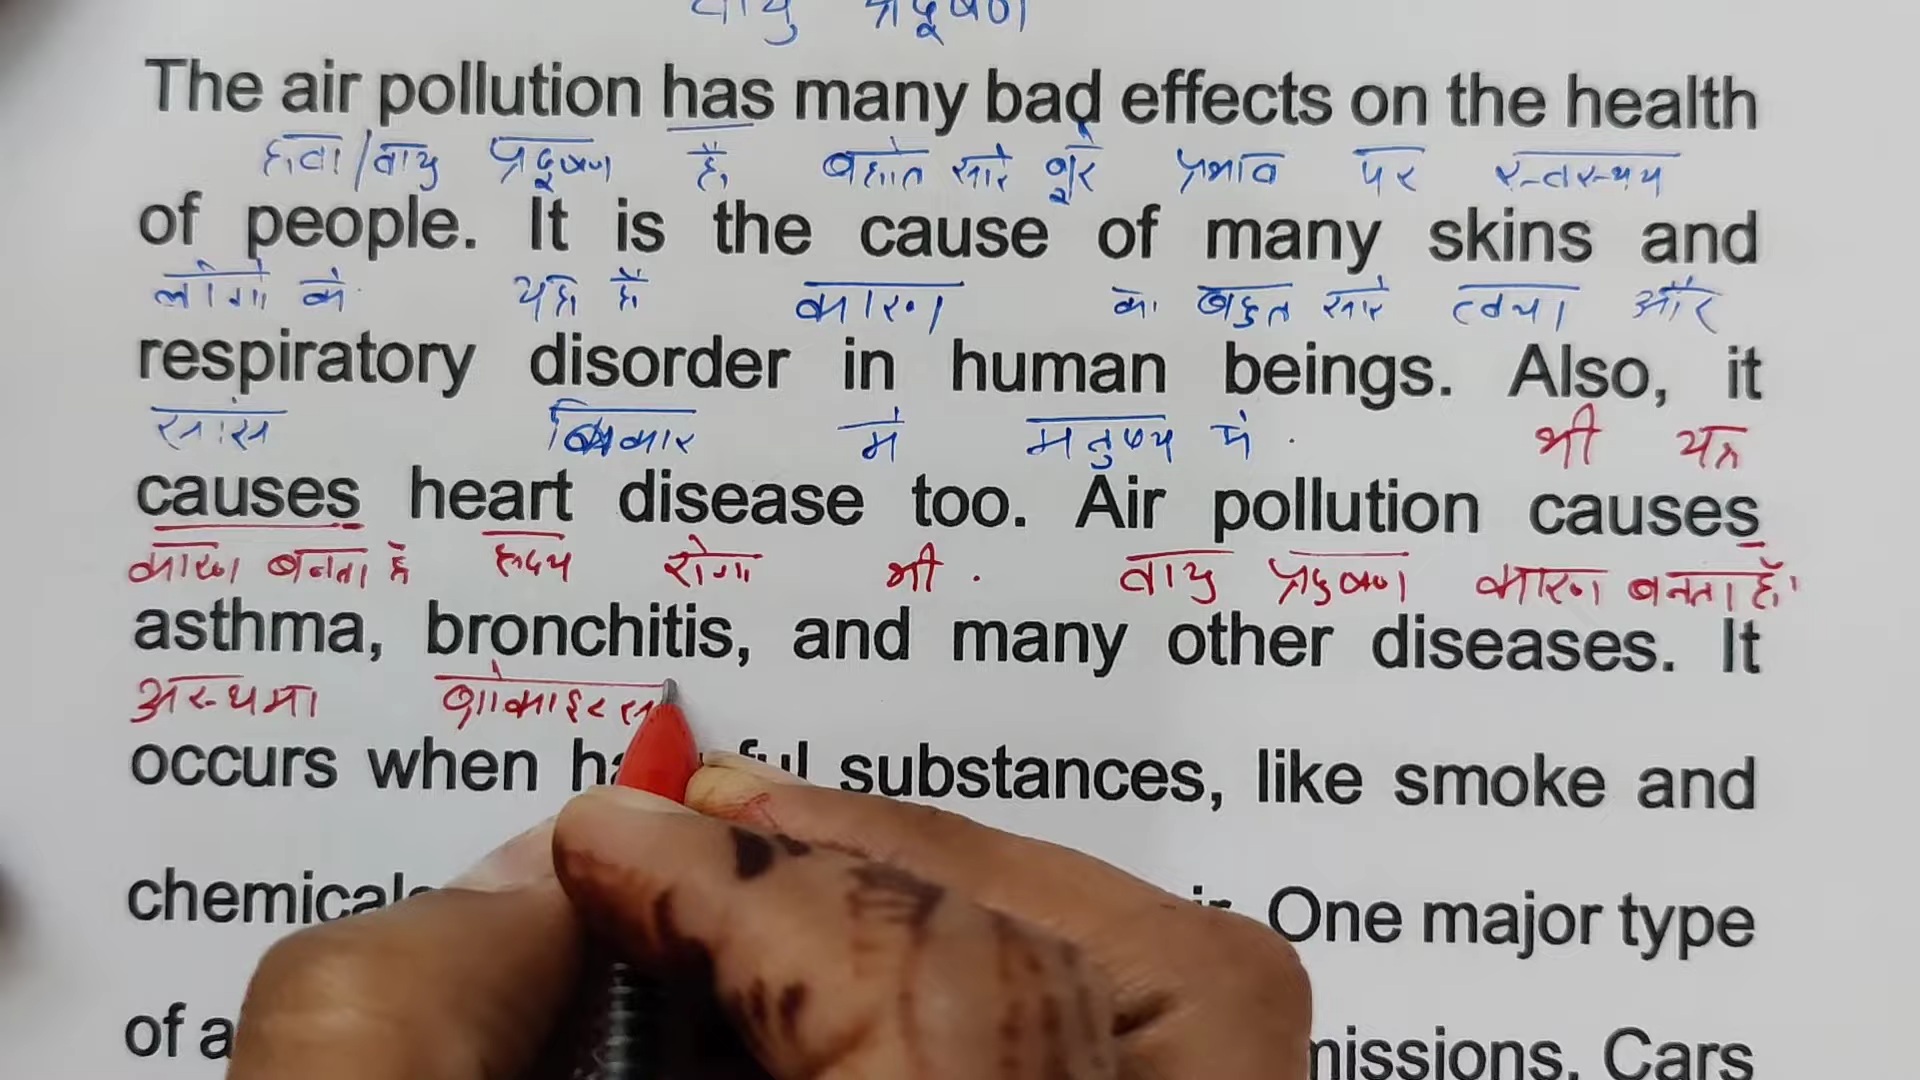 वायु प्रदूषण
The air pollution has many bad effects on the health
हवा/वायु प्रदूषण है बहोत सारे बूरे प्रभाव पर स्वास्थय
of people. It is the cause of many skins and
लोगो के यह है कारण का बहुत सारे त्वचा और
respiratory disorder in human beings. Also, it
सांस विकार में मनुष्य में. भी यह
causes heart disease too. Air pollution causes
कारण बनता है हृदय रोग भी. वायु प्रदुषण कारण बनता है
asthma, bronchitis, and many other diseases. It
अस्थमा
occurs when substances, like smoke and
One major type
of Cars